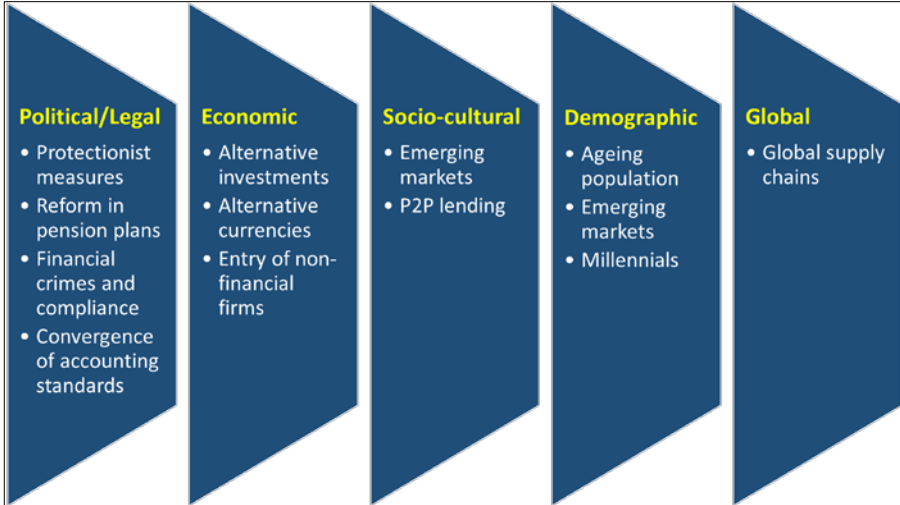 Political/Legal
• Protectionist
measures
• Reform in
pension plans
• Financial
crimes and
compliance
• Convergence
of accounting
standards
Economic
• Alternative
investments
• Alternative
currencies
• Entry of non-
financial
firms
Socio-cultural
• Emerging
markets
• P2P lending
Demographic
• Ageing
population
• Emerging
markets
• Millennials
Global
• Global supply
chains